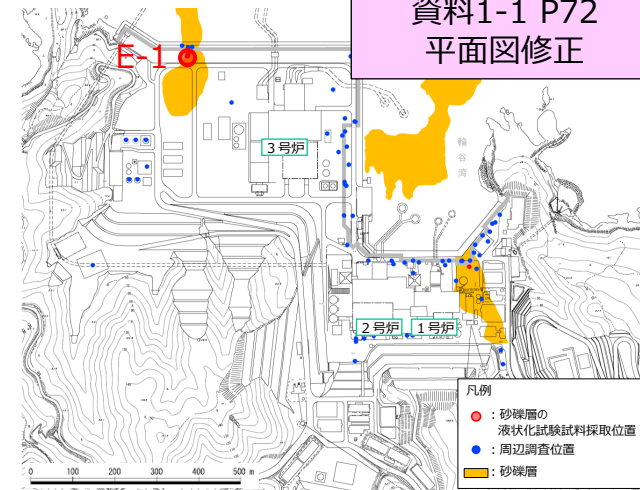 資料1-1 P72
平面図修正
E-1
3号炉
輪谷湾
2号炉
1号炉
凡例
：砂礫層の
液状化試験試料採取位置
：周辺調査位置
：砂礫層
0 100 200 300 400 500 m